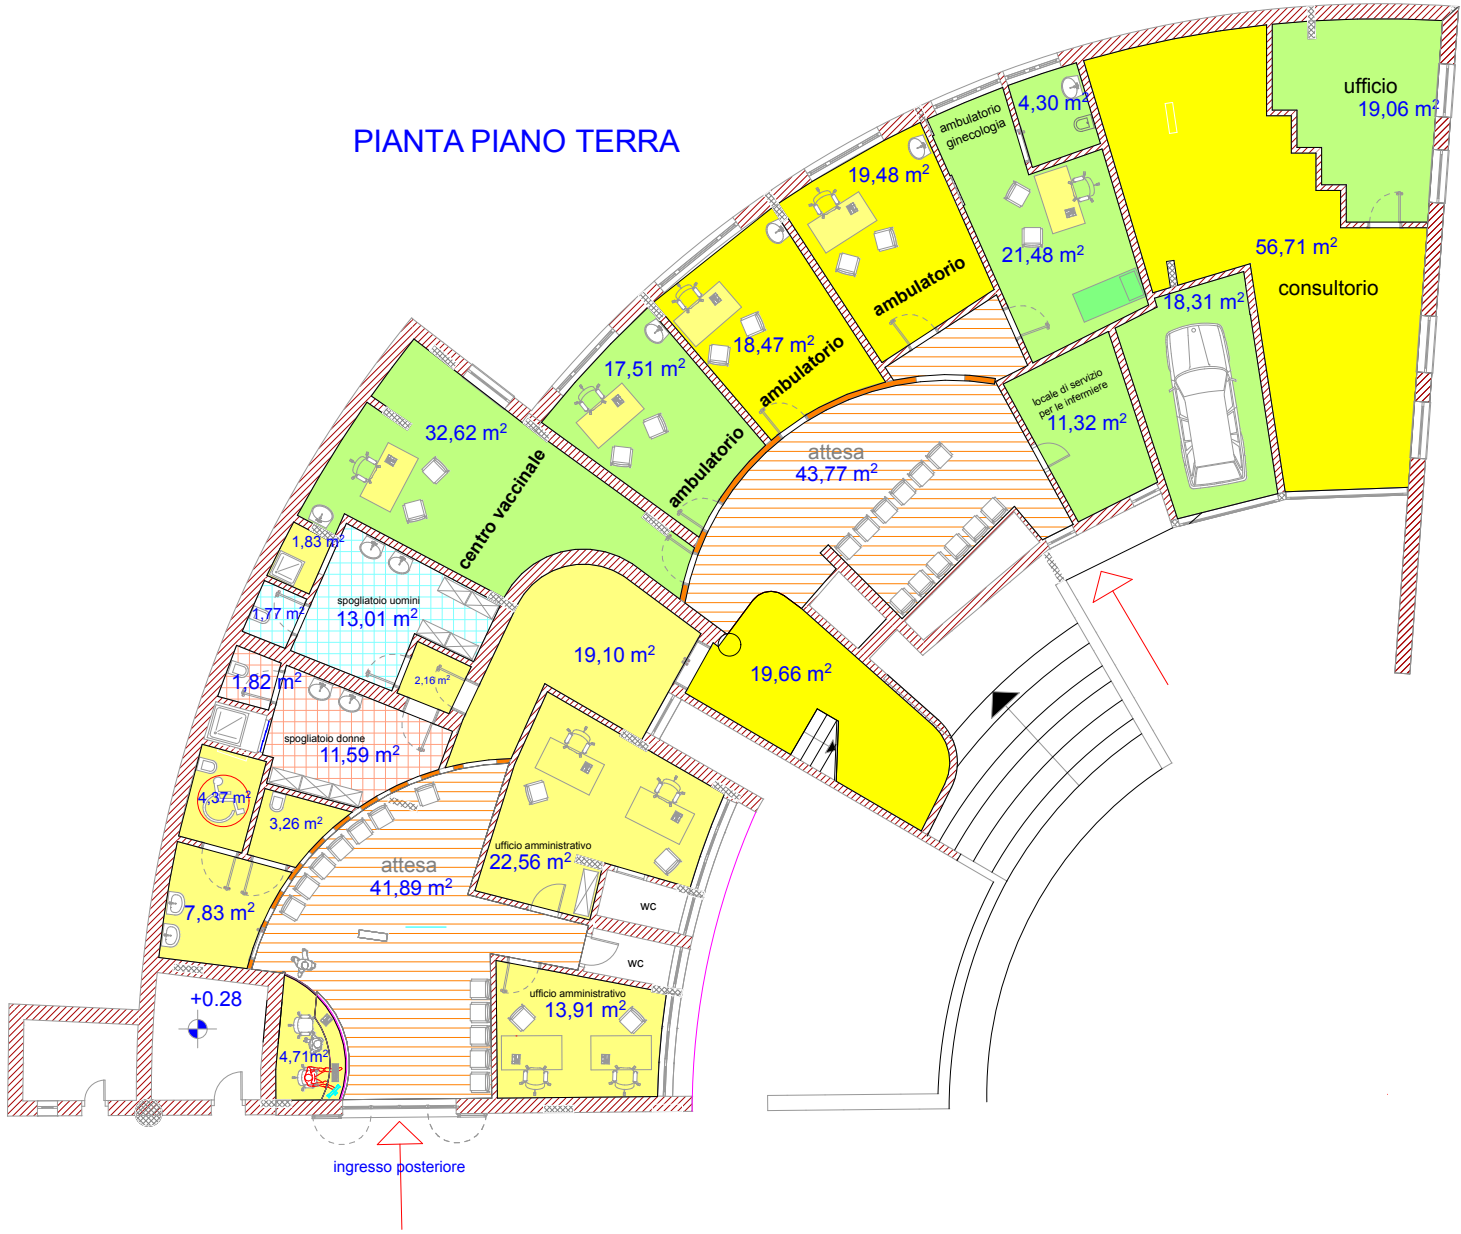 PIANTA PIANO TERRA
ufficio
19,06 m²
4,30 m²
ambulatorio
ginecologia
19,48 m²
21,48 m²
56,71 m²
consultorio
ambulatorio
18,31 m²
18,47 m²
ambulatorio
17,51 m²
ambulatorio
locale di servizio
per le infermiere
11,32 m²
attesa
43,77 m²
32,62 m²
centro vaccinale
1,83 m²
spogliatoio uomini
13,01 m²
1,77 m²
19,10 m²
19,66 m²
2,16 m²
1,82 m²
spogliatoio donne
11,59 m²
4,37 m²
3,26 m²
ufficio amministrativo
22,56 m²
attesa
41,89 m²
7,83 m²
wc
wc
+0.28
ufficio amministrativo
13,91 m²
4,71m²
ingresso posteriore